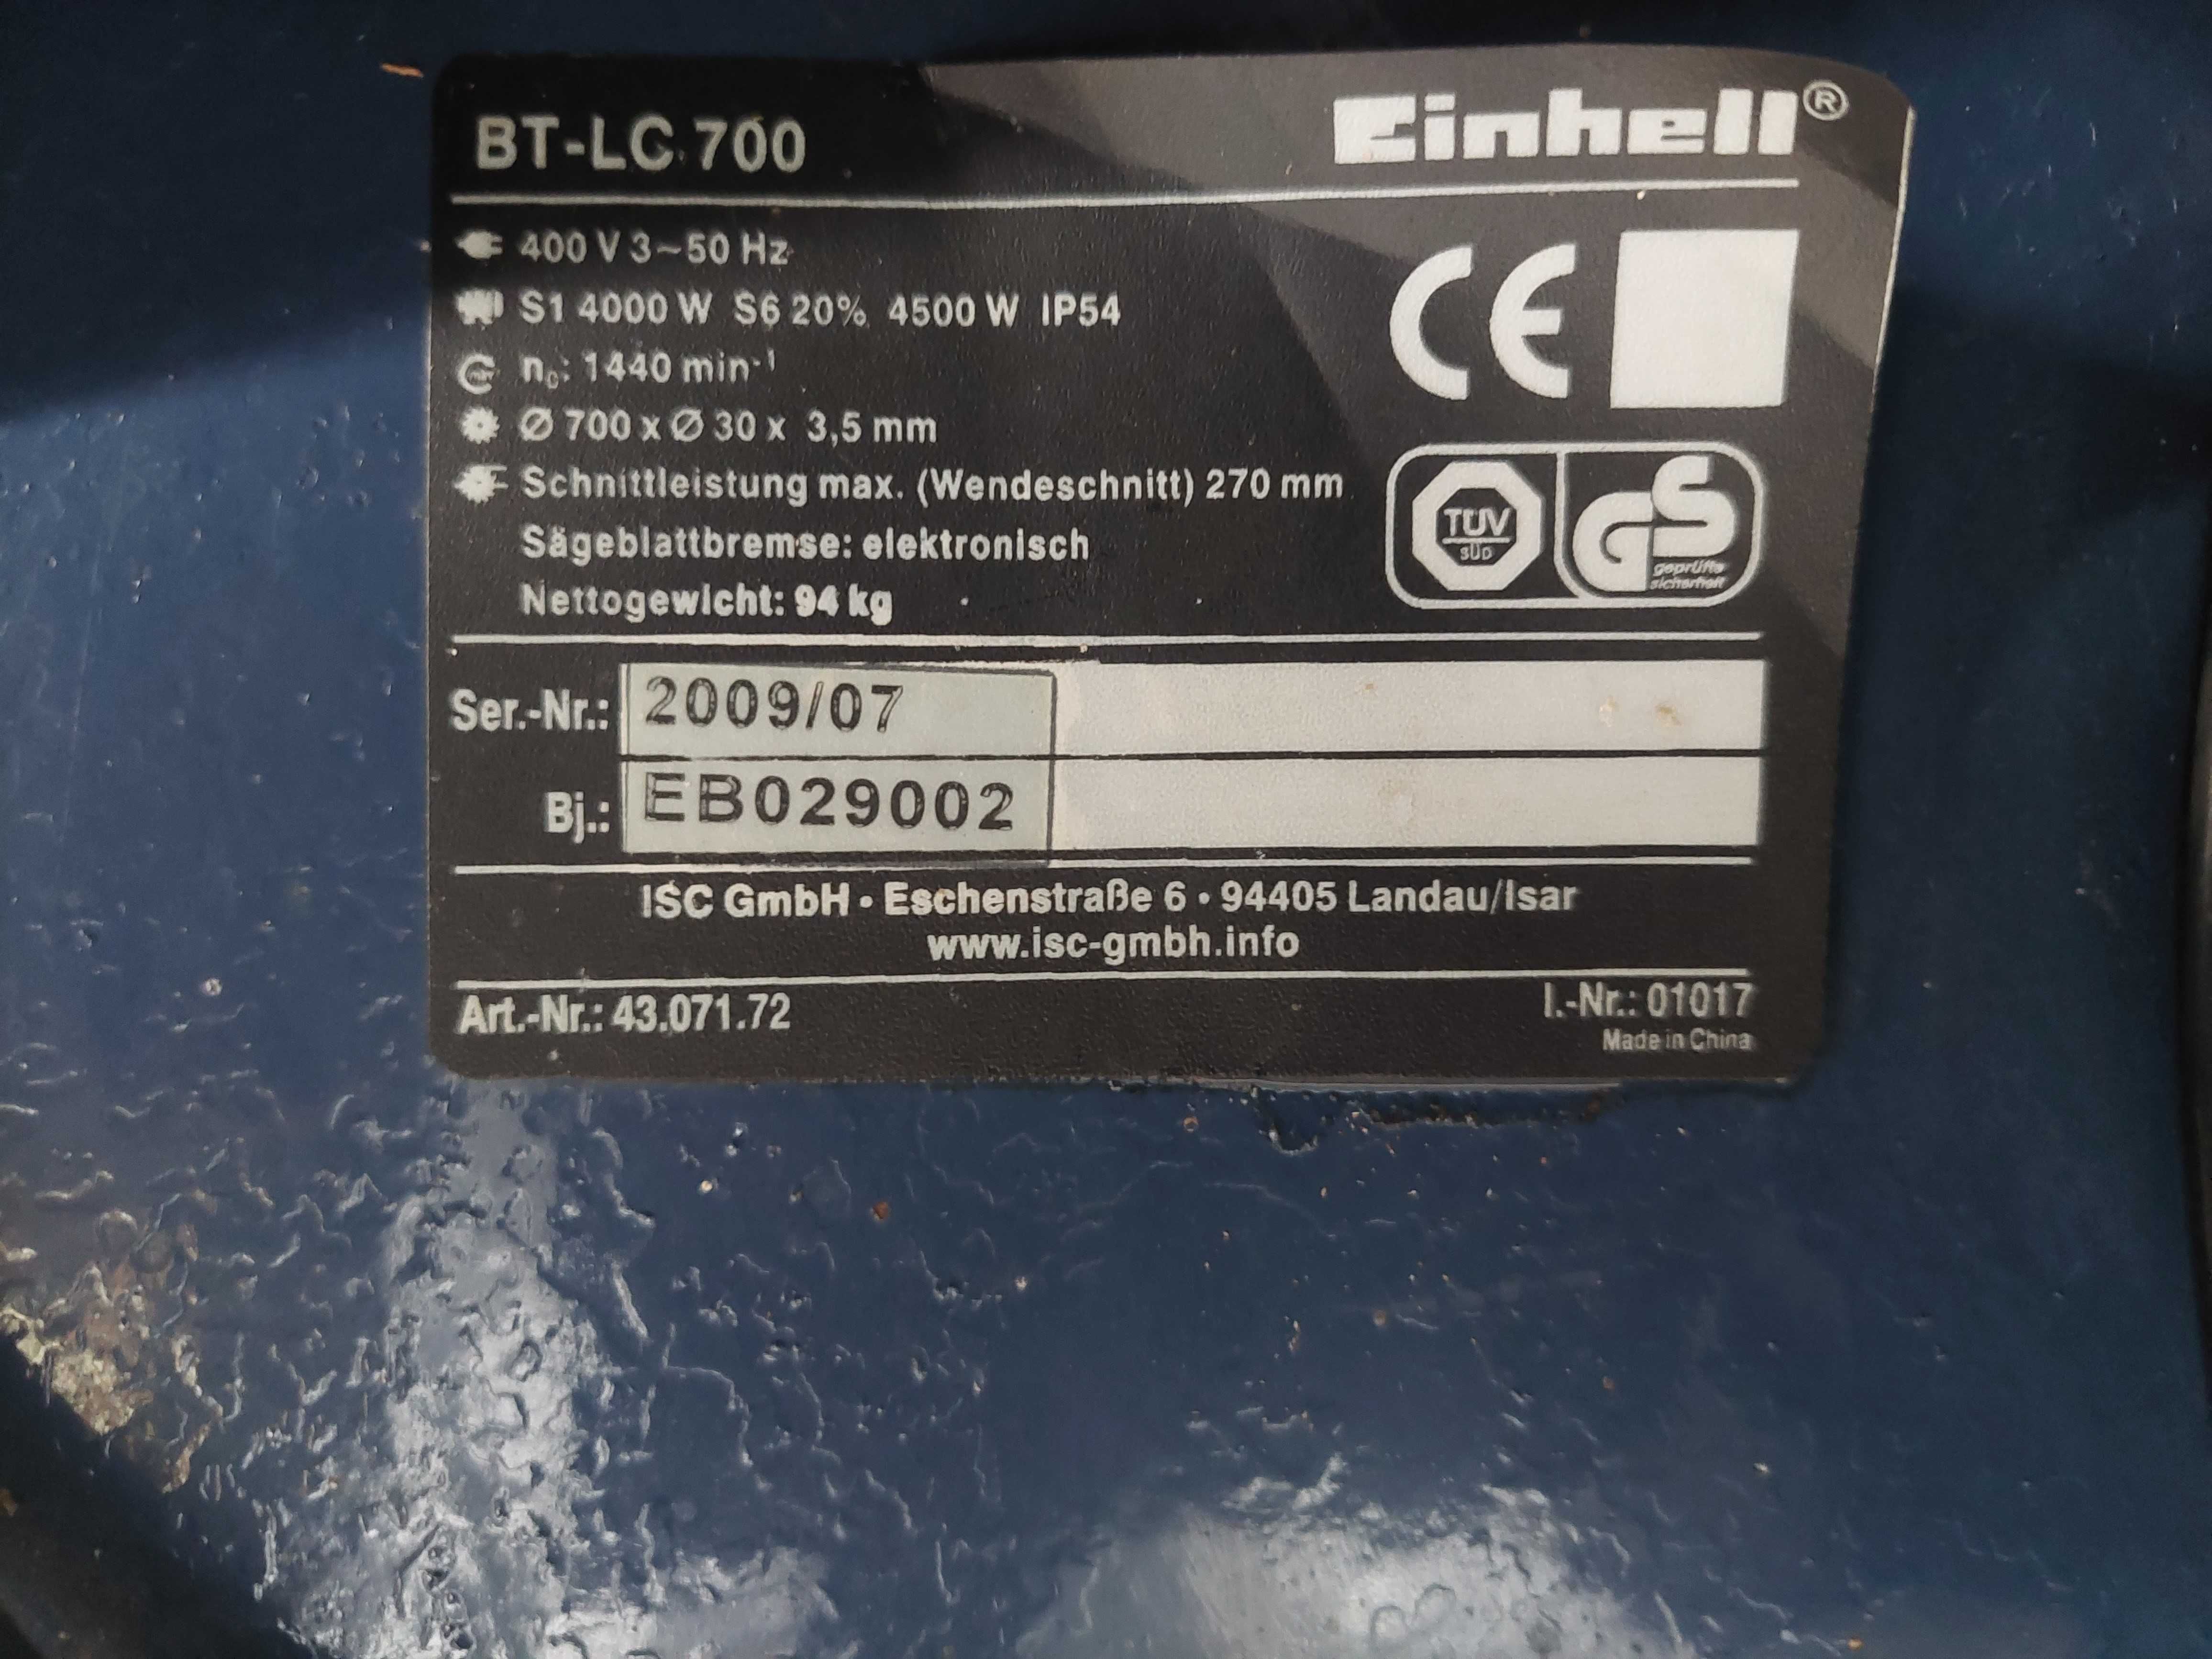 BT-LC 700
Einhell®
400 V 3~50 Hz
S1 4000 W S6 20% 4500 W IP54
n₀: 1440 min⁻¹
Ø 700 x Ø 30 x 3,5 mm
Schnittleistung max. (Wendeschnitt) 270 mm
Sägeblattbremse: elektronisch
Nettogewicht: 94 kg
CE
TÜV
SÜD
GS
geprüfte
sicherheit
Ser.-Nr.: 2009/07
Bj.: EB029002
ISC GmbH • Eschenstraße 6 • 94405 Landau/Isar
www.isc-gmbh.info
Art.-Nr.: 43.071.72
I.-Nr.: 01017
Made in China